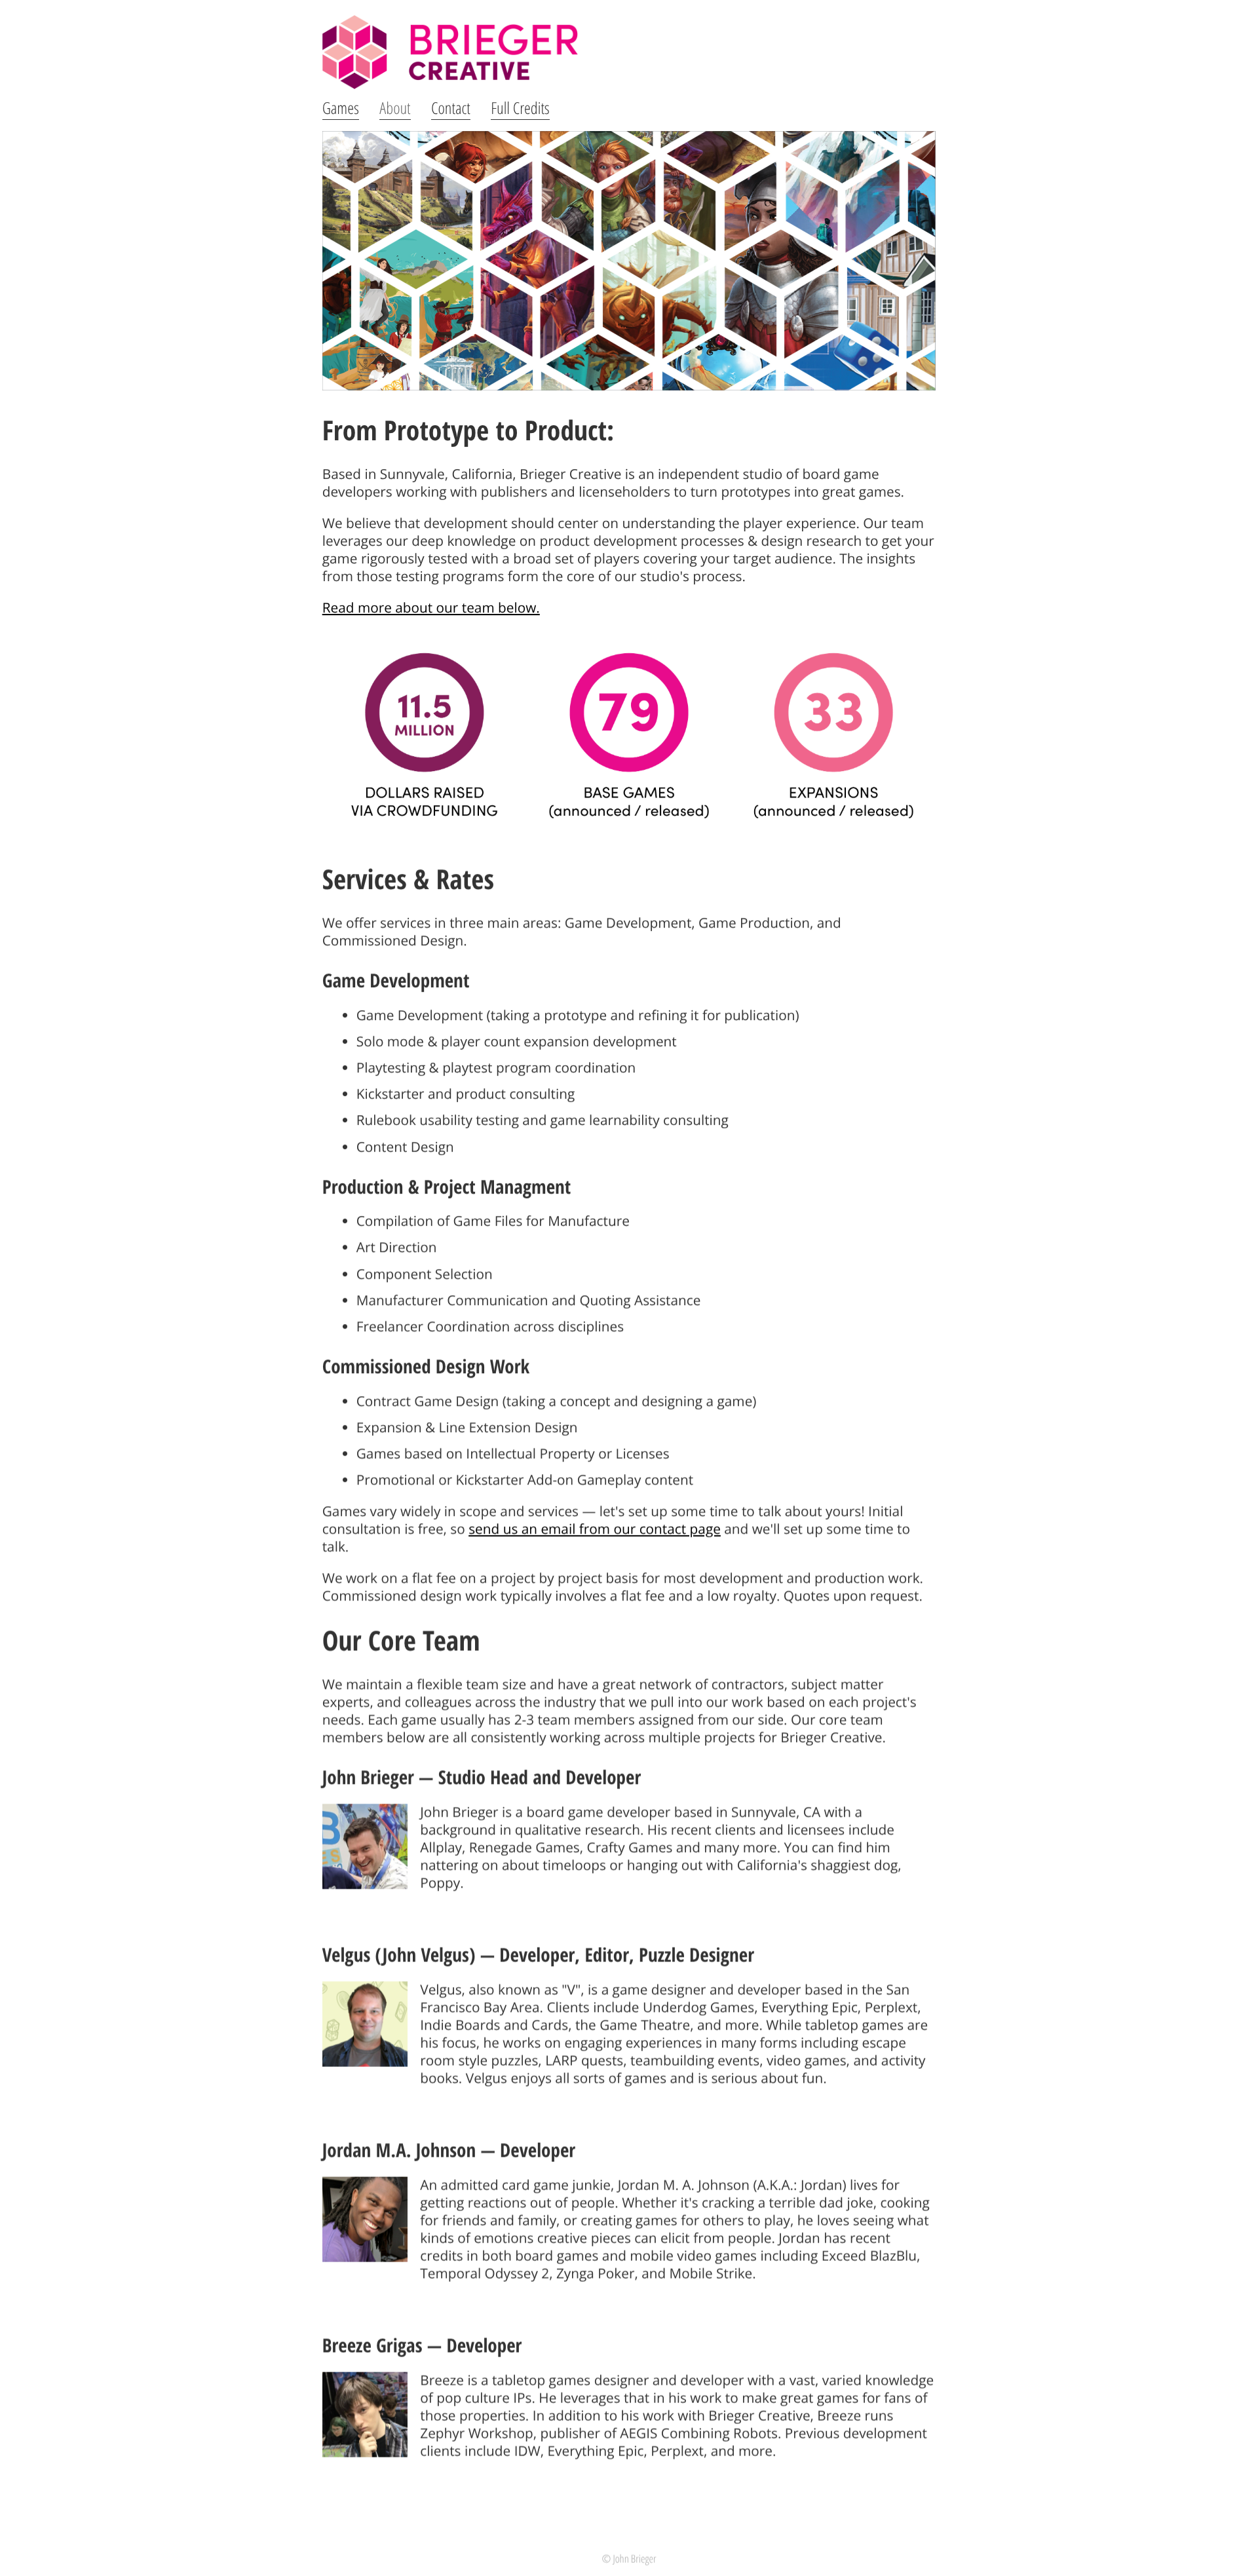 BRIEGER
CREATIVE
Games About Contact Full Credits
From Prototype to Product:
Based in Sunnyvale, California, Brieger Creative is an independent studio of board game
developers working with publishers and licenseholders to turn prototypes into great games.
We believe that development should center on understanding the player experience. Our team
leverages our deep knowledge on product development processes & design research to get your
game rigorously tested with a broad set of players covering your target audience. The insights
from those testing programs form the core of our studio's process.
Read more about our team below.
11.5
MILLION
DOLLARS RAISED
VIA CROWDFUNDING
79
BASE GAMES
(announced / released)
33
EXPANSIONS
(announced / released)
Services & Rates
We offer services in three main areas: Game Development, Game Production, and
Commissioned Design.
Game Development
• Game Development (taking a prototype and refining it for publication)
• Solo mode & player count expansion development
• Playtesting & playtest program coordination
• Kickstarter and product consulting
• Rulebook usability testing and game learnability consulting
• Content Design
Production & Project Managment
• Compilation of Game Files for Manufacture
• Art Direction
• Component Selection
• Manufacturer Communication and Quoting Assistance
• Freelancer Coordination across disciplines
Commissioned Design Work
• Contract Game Design (taking a concept and designing a game)
• Expansion & Line Extension Design
• Games based on Intellectual Property or Licenses
• Promotional or Kickstarter Add-on Gameplay content
Games vary widely in scope and services — let's set up some time to talk about yours! Initial
consultation is free, so send us an email from our contact page and we'll set up some time to
talk.
We work on a flat fee on a project by project basis for most development and production work.
Commissioned design work typically involves a flat fee and a low royalty. Quotes upon request.
Our Core Team
We maintain a flexible team size and have a great network of contractors, subject matter
experts, and colleagues across the industry that we pull into our work based on each project's
needs. Each game usually has 2-3 team members assigned from our side. Our core team
members below are all consistently working across multiple projects for Brieger Creative.
John Brieger — Studio Head and Developer
John Brieger is a board game developer based in Sunnyvale, CA with a
background in qualitative research. His recent clients and licensees include
Allplay, Renegade Games, Crafty Games and many more. You can find him
nattering on about timeloops or hanging out with California's shaggiest dog,
Poppy.
Velgus (John Velgus) — Developer, Editor, Puzzle Designer
Velgus, also known as "V", is a game designer and developer based in the San
Francisco Bay Area. Clients include Underdog Games, Everything Epic, Perplext,
Indie Boards and Cards, the Game Theatre, and more. While tabletop games are
his focus, he works on engaging experiences in many forms including escape
room style puzzles, LARP quests, teambuilding events, video games, and activity
books. Velgus enjoys all sorts of games and is serious about fun.
Jordan M.A. Johnson — Developer
An admitted card game junkie, Jordan M. A. Johnson (A.K.A.: Jordan) lives for
getting reactions out of people. Whether it's cracking a terrible dad joke, cooking
for friends and family, or creating games for others to play, he loves seeing what
kinds of emotions creative pieces can elicit from people. Jordan has recent
credits in both board games and mobile video games including Exceed BlazBlu,
Temporal Odyssey 2, Zynga Poker, and Mobile Strike.
Breeze Grigas — Developer
Breeze is a tabletop games designer and developer with a vast, varied knowledge
of pop culture IPs. He leverages that in his work to make great games for fans of
those properties. In addition to his work with Brieger Creative, Breeze runs
Zephyr Workshop, publisher of AEGIS Combining Robots. Previous development
clients include IDW, Everything Epic, Perplext, and more.
© John Brieger